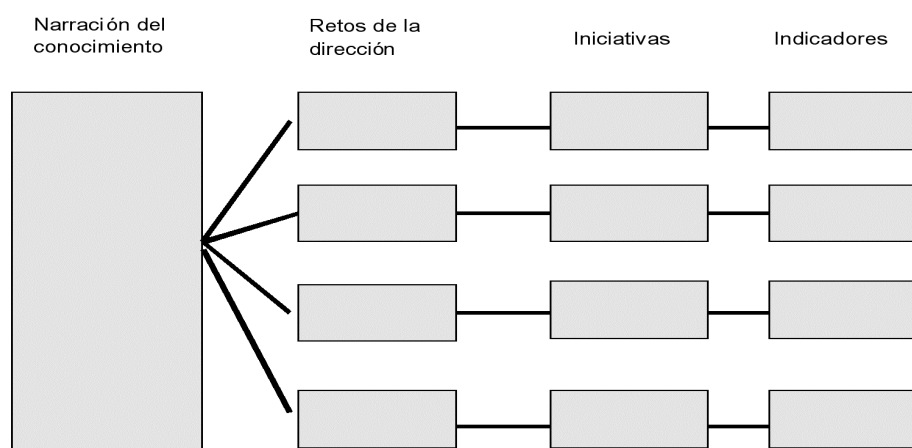 Narración del
conocimiento
Retos de la
dirección
Iniciativas
Indicadores